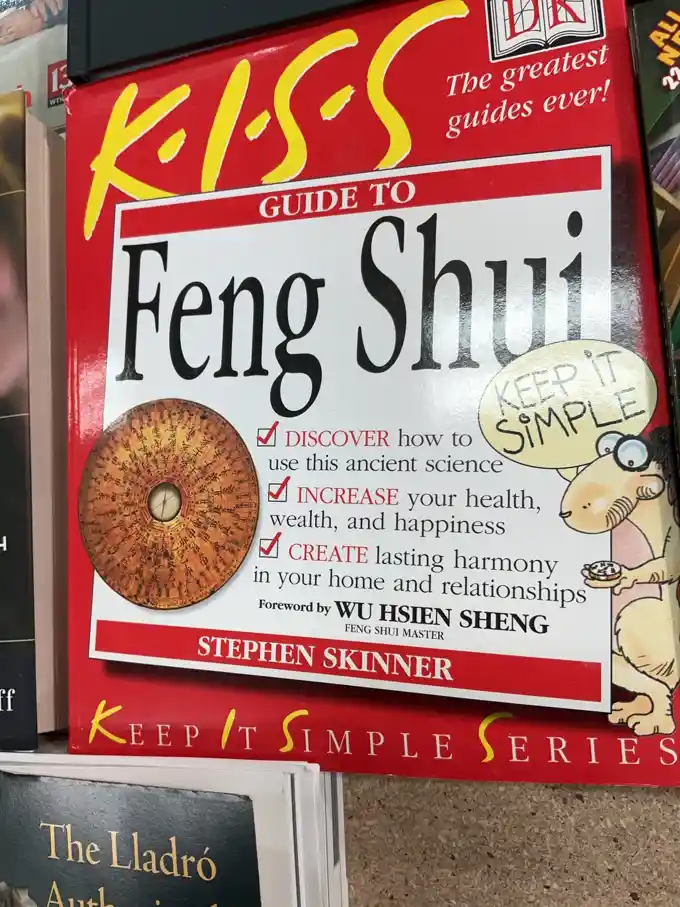 K·I·S·S
DK
The greatest
guides ever!
GUIDE TO
Feng Shui
KEEP IT
SIMPLE
DISCOVER how to
use this ancient science
INCREASE your health,
wealth, and happiness
CREATE lasting harmony
in your home and relationships
Foreword by WU HSIEN SHENG
FENG SHUI MASTER
STEPHEN SKINNER
KEEP IT SIMPLE SERIES
The Lladró
13
ff